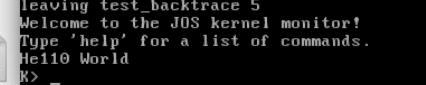 leaving test_backtrace 5
Welcome to the JOS kernel monitor!
Type 'help' for a list of commands.
He110 World
K> _